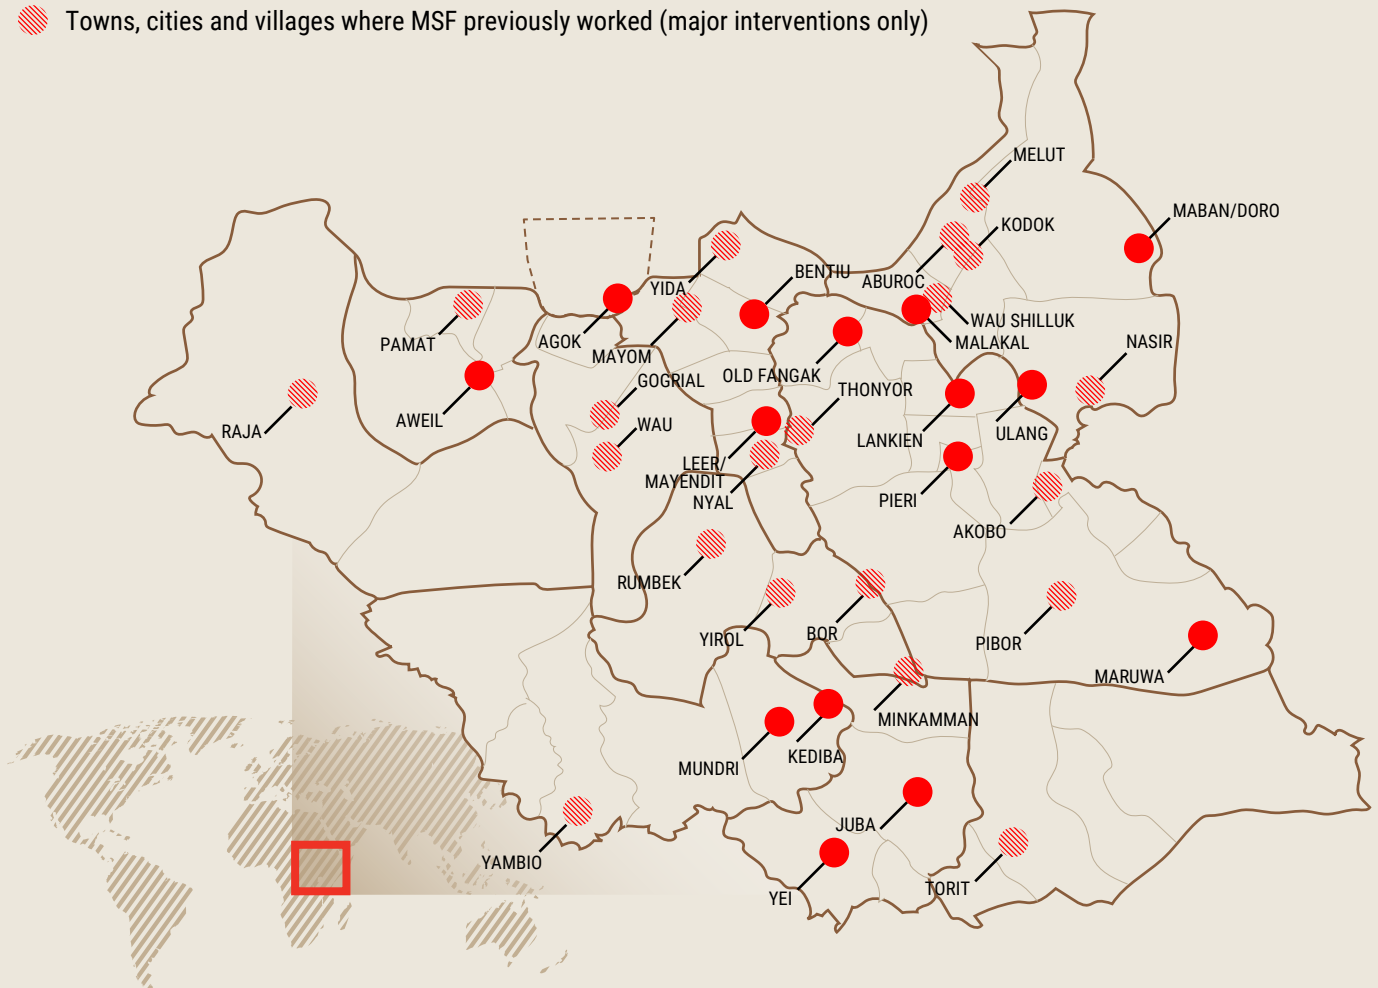 Towns, cities and villages where MSF previously worked (major interventions only)
MELUT
MABAN/DORO
KODOK
BENTIU
ABUROC
YIDA
WAU SHILLUK
AGOK
MALAKAL
NASIR
PAMAT
MAYOM
OLD FANGAK
GOGRIAL
THONYOR
AWEIL
WAU
RAJA
ULANG
LANKIEN
LEER/
MAYENDIT
NYAL
PIERI
AKOBO
RUMBEK
YIROL
BOR
PIBOR
MARUWA
MINKAMMAN
KEDIBA
MUNDRI
JUBA
YAMBIO
TORIT
YEI